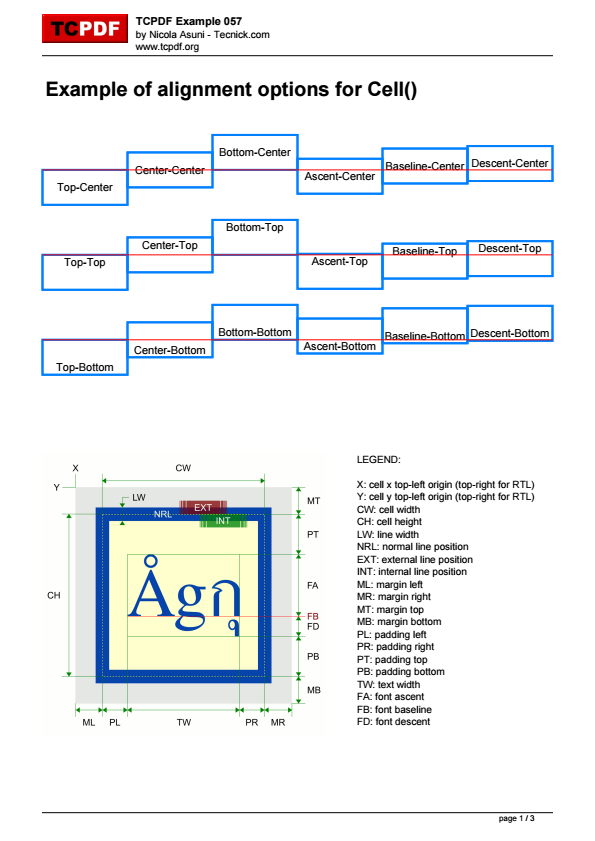 TCPDF
TCPDF Example 057
by Nicola Asuni - Tecnick.com
www.tcpdf.org
Example of alignment options for Cell()
Top-Center
Center-Center
Bottom-Center
Ascent-Center
Baseline-Center
Descent-Center
Top-Top
Center-Top
Bottom-Top
Ascent-Top
Baseline-Top
Descent-Top
Top-Bottom
Center-Bottom
Bottom-Bottom
Ascent-Bottom
Baseline-Bottom
Descent-Bottom
X
CW
Y
LW
EXT
MT
NRL
INT
PT
CH
Ågƞ
FA
FB
FD
PB
MB
ML
PL
TW
PR
MR
LEGEND:
X: cell x top-left origin (top-right for RTL)
Y: cell y top-left origin (top-right for RTL)
CW: cell width
CH: cell height
LW: line width
NRL: normal line position
EXT: external line position
INT: internal line position
ML: margin left
MR: margin right
MT: margin top
MB: margin bottom
PL: padding left
PR: padding right
PT: padding top
PB: padding bottom
TW: text width
FA: font ascent
FB: font baseline
FD: font descent
page 1 / 3